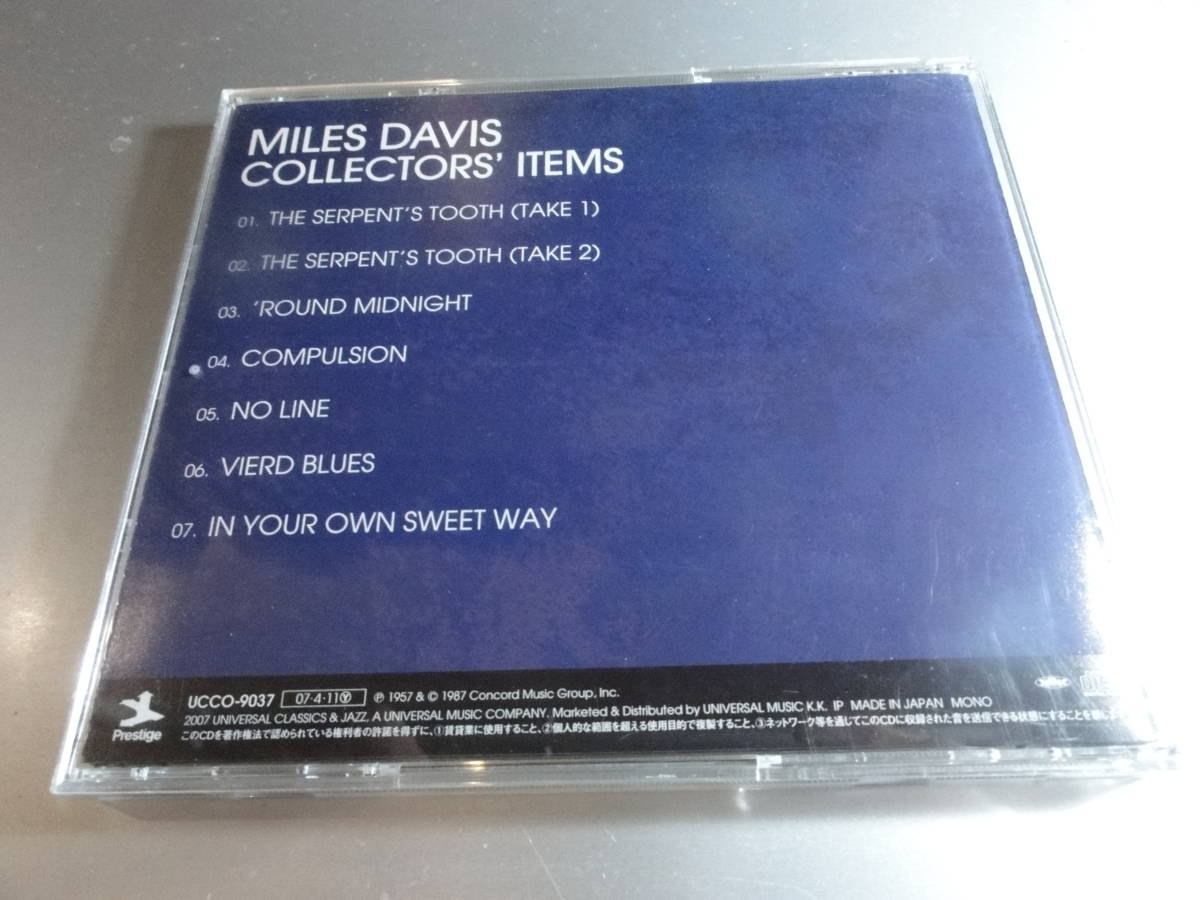 MILES DAVIS
COLLECTORS' ITEMS
01. THE SERPENT'S TOOTH (TAKE 1)
02. THE SERPENT'S TOOTH (TAKE 2)
03. 'ROUND MIDNIGHT
04. COMPULSION
05. NO LINE
06. VIERD BLUES
07. IN YOUR OWN SWEET WAY
Prestige
UCCO-9037 07·4·11Ⓨ ℗ 1957 & © 1987 Concord Music Group, Inc.
2007 UNIVERSAL CLASSICS & JAZZ. A UNIVERSAL MUSIC COMPANY. Marketed & Distributed by UNIVERSAL MUSIC K.K. IP MADE IN JAPAN MONO
このCDを著作権法で認められている権利者の許諾を得ずに、①賃貸業に使用すること、②個人的な範囲を超える使用目的で複製すること、③ネットワーク等を通じてこのCDに収録された音を送信できる状態にすることを